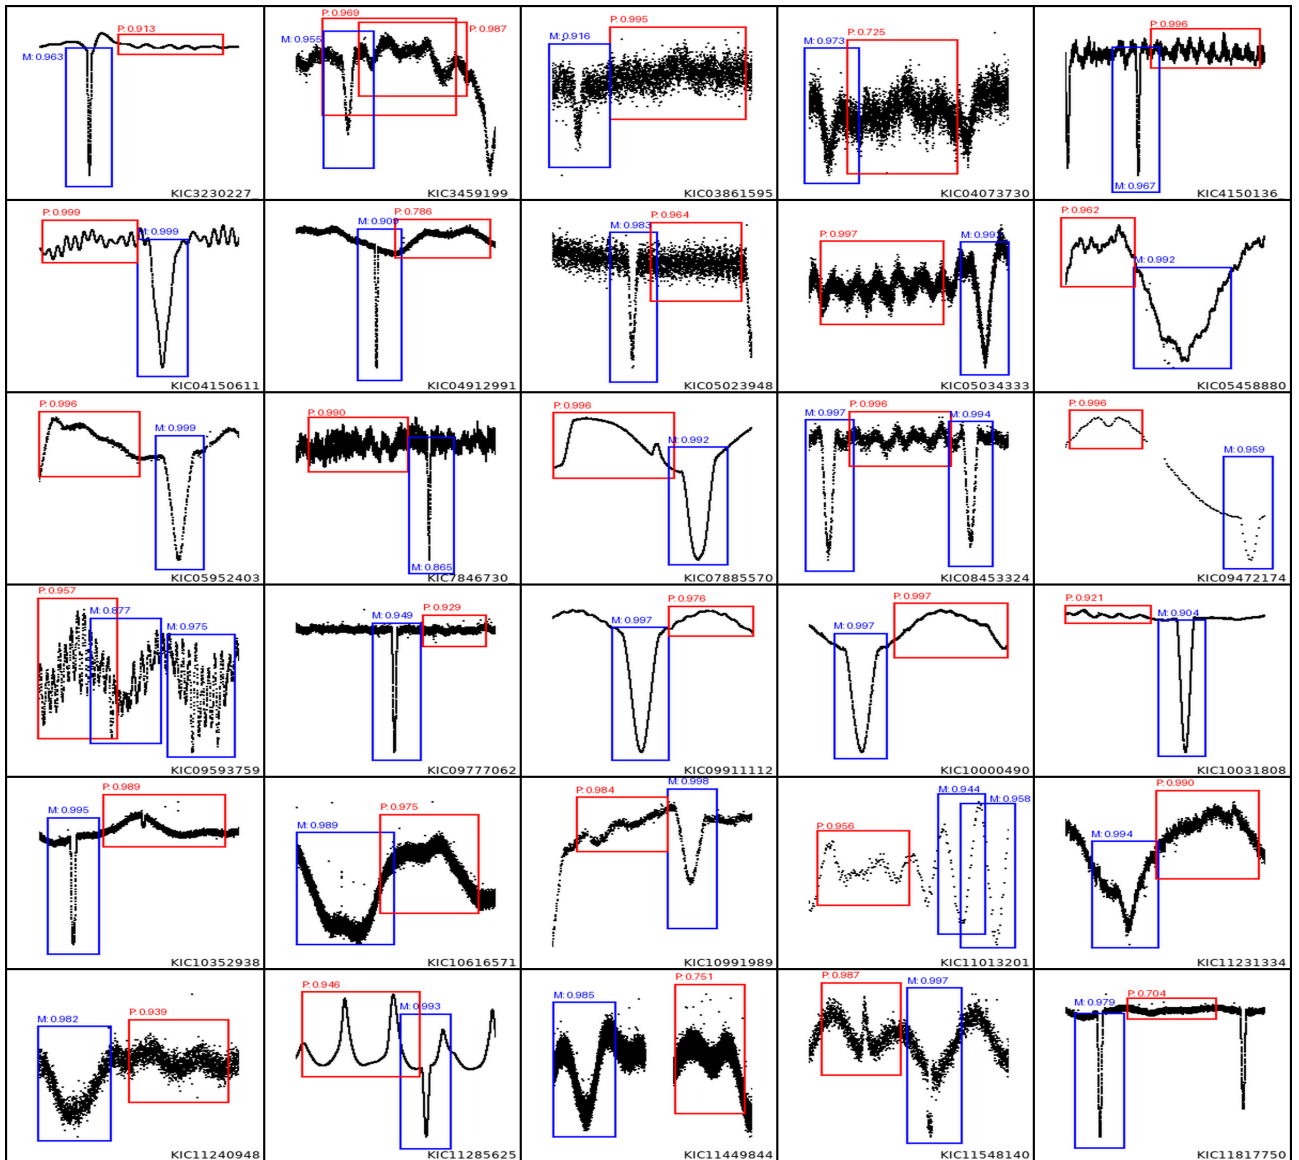 P: 0.913
M: 0.963
KIC3230227_
P: 0.969
P: 0.987
M: 0.955
KIC3459199_
P: 0.995
M: 0.916
KIC03861595
P: 0.725
M: 0.973
KIC04073730
P: 0.996
M: 0.967
KIC4150136_
P: 0.999
M: 0.999
KIC04150611
P: 0.786
M: 0.909
KIC04912991
P: 0.964
M: 0.983
KIC05023948
P: 0.997
M: 0.992
KIC05034333
P: 0.962
M: 0.992
KIC05458880
P: 0.996
M: 0.999
KIC05952403
P: 0.990
M: 0.865
KIC7846730_
P: 0.996
M: 0.992
KIC07885570
M: 0.997
P: 0.996
M: 0.994
KIC08453324
P: 0.996
M: 0.959
KIC09472174
P: 0.957
M: 0.877
M: 0.975
KIC09593759
P: 0.929
M: 0.949
KIC09777062
P: 0.976
M: 0.997
KIC09911112
P: 0.997
M: 0.997
KIC10000490
P: 0.921
M: 0.904
KIC10031808
P: 0.989
M: 0.995
KIC10352938
P: 0.975
M: 0.989
KIC10616571
M: 0.998
P: 0.984
KIC10991989
M: 0.944
M: 0.958
P: 0.956
KIC11013201
P: 0.990
M: 0.994
KIC11231334
P: 0.939
M: 0.982
KIC11240948
P: 0.946
M: 0.993
KIC11285625
P: 0.751
M: 0.985
KIC11449844
P: 0.987
M: 0.997
KIC11548140
P: 0.704
M: 0.979
KIC11817750